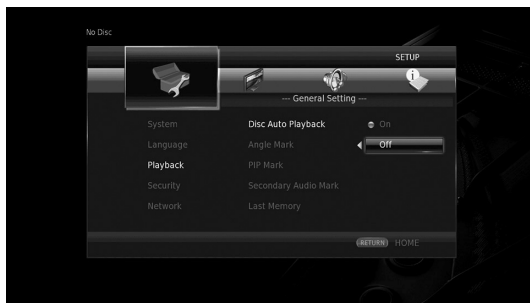 No Disc
SETUP
--- General Setting ---
System
Disc Auto Playback
On
Language
Angle Mark
Off
Playback
PIP Mark
Security
Secondary Audio Mark
Network
Last Memory
RETURN HOME